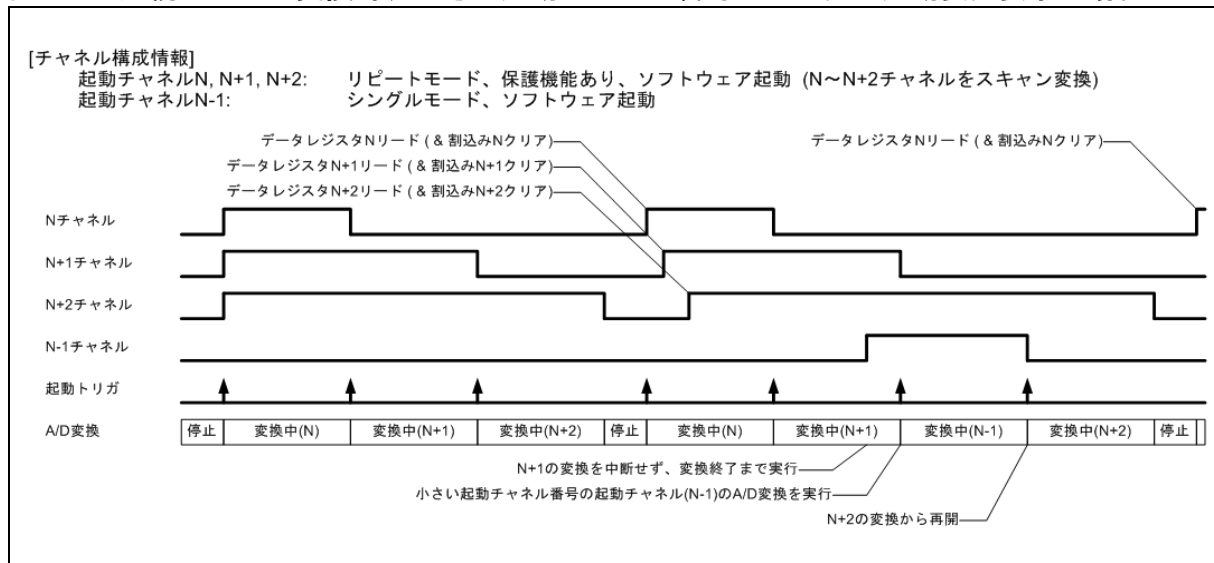 [チャネル構成情報]
起動チャネルN, N+1, N+2: リピートモード、保護機能あり、ソフトウェア起動 (N～N+2チャネルをスキャン変換)
起動チャネルN-1: シングルモード、ソフトウェア起動
データレジスタNリード ( & 割込みNクリア)
データレジスタNリード ( & 割込みNクリア)
データレジスタN+1リード ( & 割込みN+1クリア)
データレジスタN+2リード ( & 割込みN+2クリア)
Nチャネル
N+1チャネル
N+2チャネル
N-1チャネル
起動トリガ
A/D変換 停止 変換中(N) 変換中(N+1) 変換中(N+2) 停止 変換中(N) 変換中(N+1) 変換中(N-1) 変換中(N+2) 停止
N+1の変換を中断せず、変換終了まで実行
小さい起動チャネル番号の起動チャネル(N-1)のA/D変換を実行
N+2の変換から再開